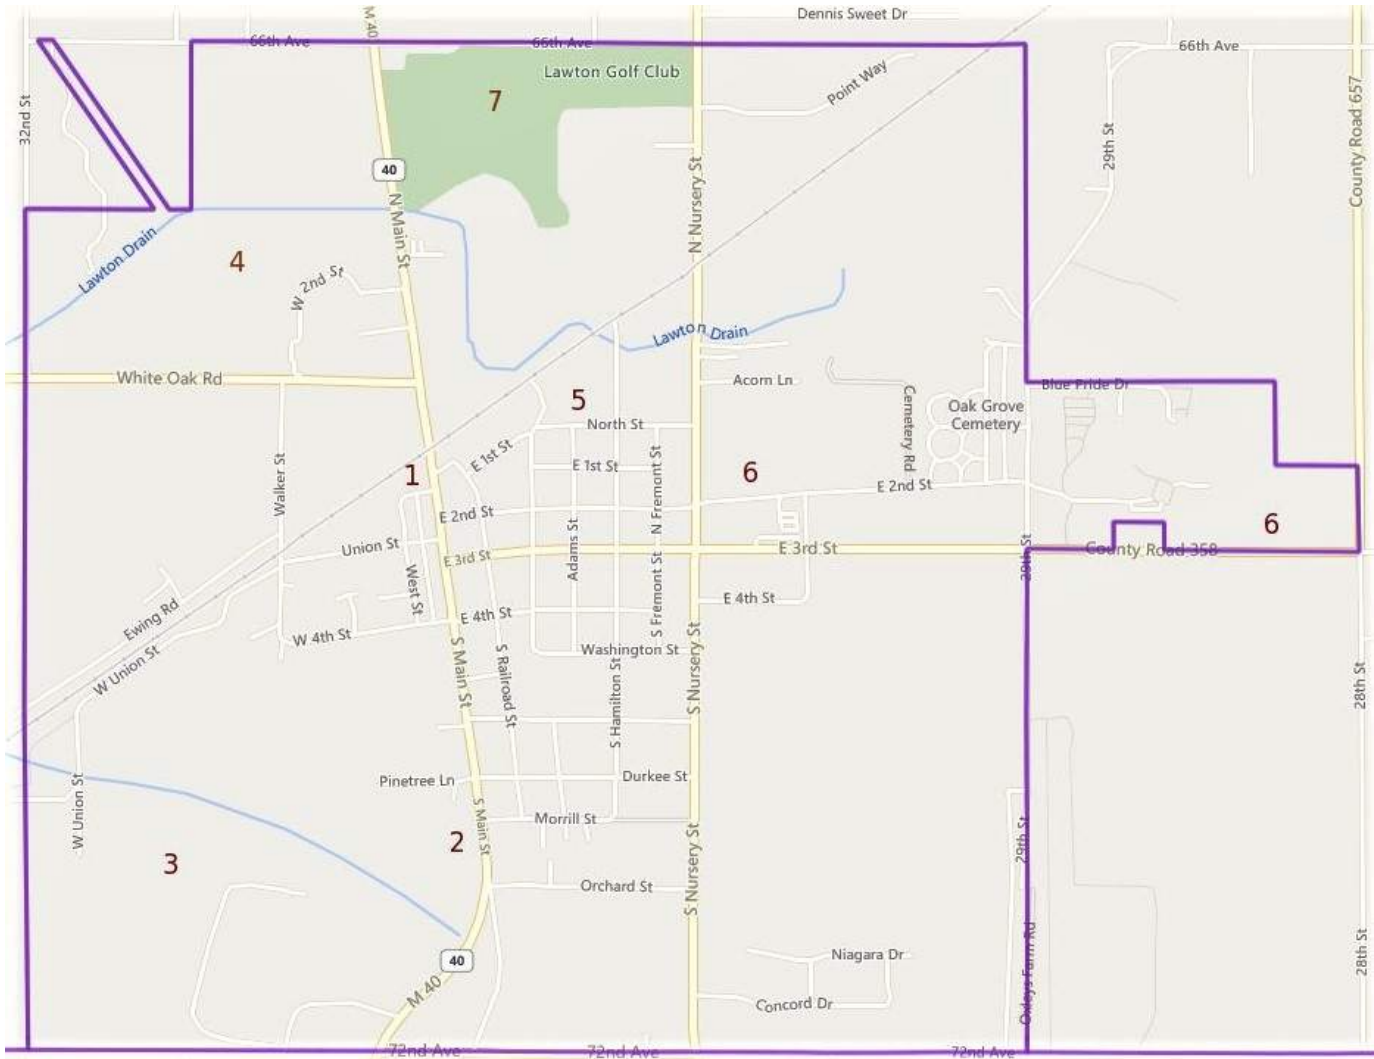 Dennis Sweet Dr
M 40
66th Ave
66th Ave
66th Ave
Lawton Golf Club
Point Way
7
32nd St
29th St
County Road 657
40
N Main St
N Nursery St
Lawton Drain
4
W 2nd St
Lawton Drain
White Oak Rd
Acorn Ln
Blue Pride Dr
5
Cemetery Rd
Oak Grove
Cemetery
North St
E 1st St
E 1st St
1
6
Walker St
N Fremont St
E 2nd St
E 2nd St
6
Union St
E 3rd St
E 3rd St
County Road 358
Adams St
29th St
West St
S Fremont St
E 4th St
E 4th St
Ewing Rd
W 4th St
W Union St
Washington St
S Main St
S Railroad St
S Hamilton St
S Nursery St
28th St
Pinetree Ln
Durkee St
W Union St
Morrill St
S Main St
2
3
29th St
S Nursery St
Orchard St
Niagara Dr
28th St
40
M 40
Concord Dr
Oxleys Farm Rd
72nd Ave
72nd Ave
72nd Ave